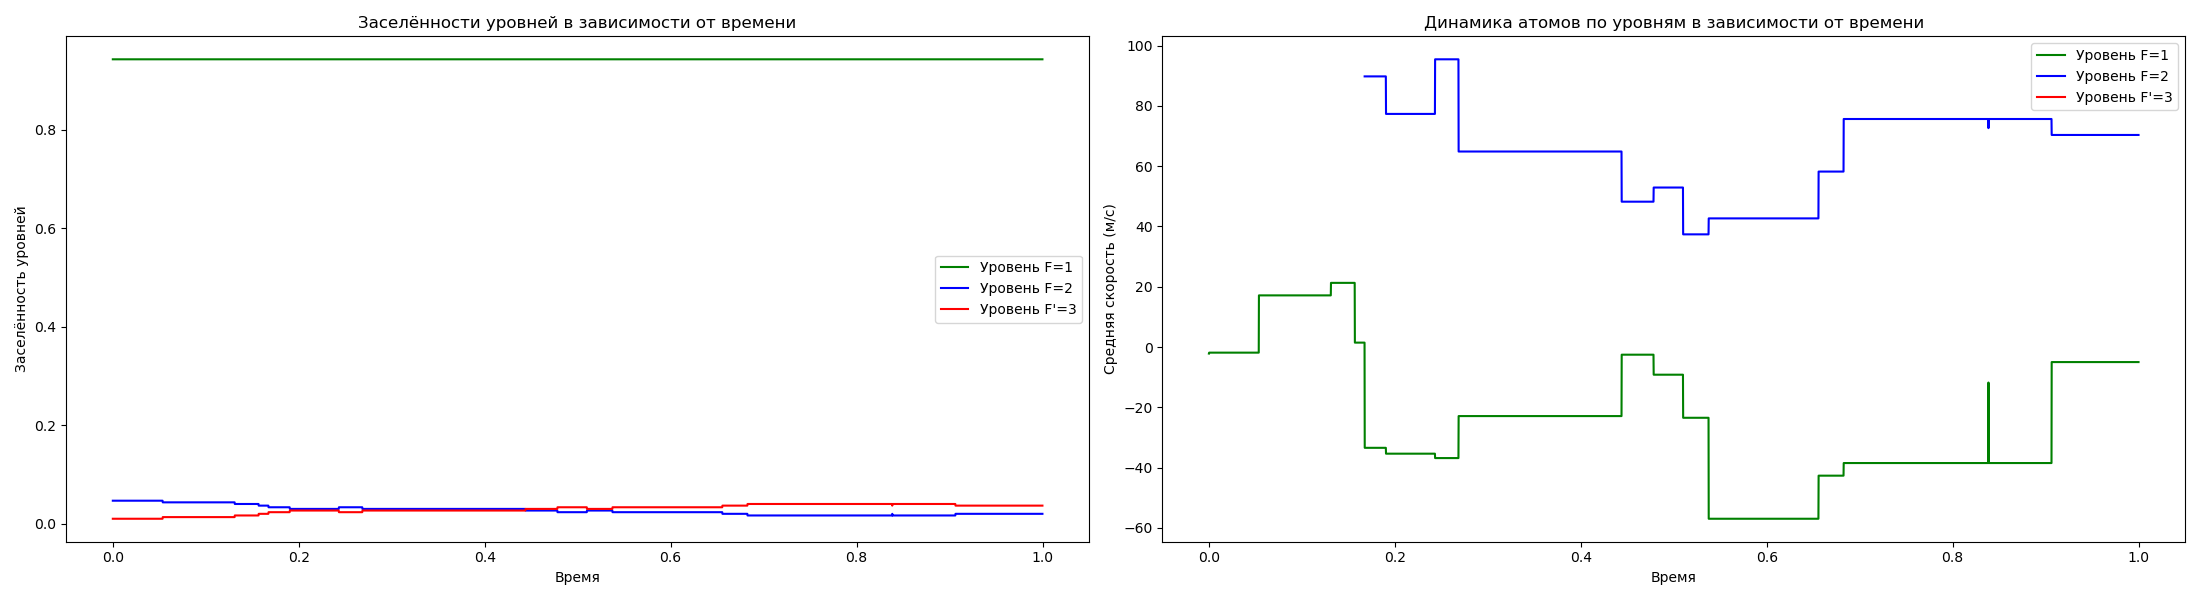 Заселённости уровней в зависимости от времени
Заселённость уровней
0.8
0.6
0.4
0.2
0.0
Уровень F=1
Уровень F=2
Уровень F'=3
0.0 0.2 0.4 0.6 0.8 1.0
Время
Динамика атомов по уровням в зависимости от времени
Средняя скорость (м/с)
100
80
60
40
20
0
−20
−40
−60
Уровень F=1
Уровень F=2
Уровень F'=3
0.0 0.2 0.4 0.6 0.8 1.0
Время